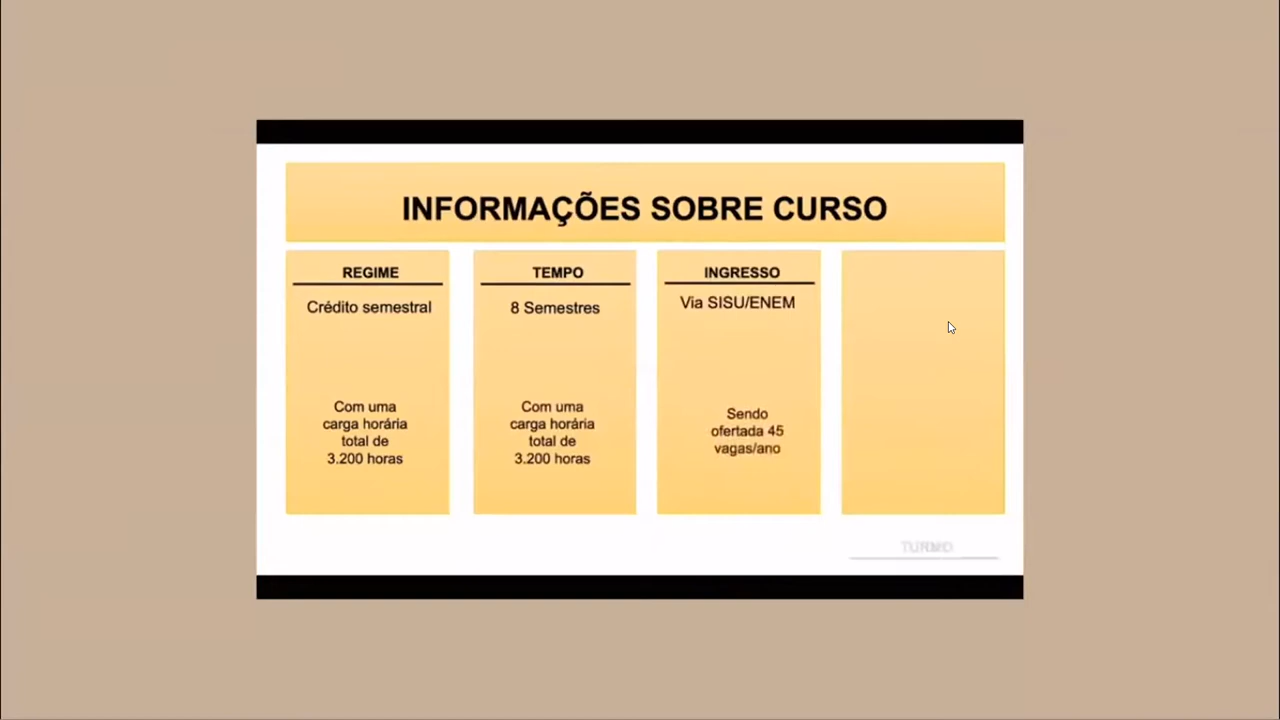 INFORMAÇÕES SOBRE CURSO
REGIME
Crédito semestral
Com uma
carga horária
total de
3.200 horas
TEMPO
8 Semestres
Com uma
carga horária
total de
3.200 horas
INGRESSO
Via SISU/ENEM
Sendo
ofertada 45
vagas/ano